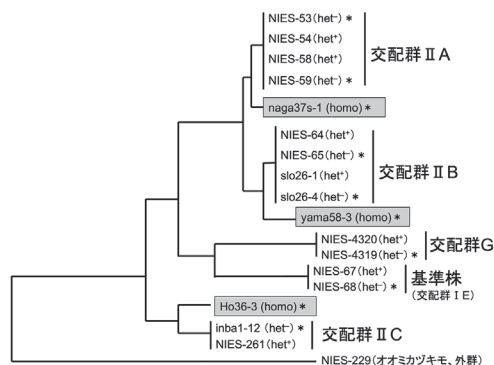 NIES-53(het⁻)＊
NIES-54(het⁺)
NIES-58(het⁺)
NIES-59(het⁻)＊
交配群ⅡA
naga37s-1 (homo)＊
NIES-64(het⁺)
NIES-65(het⁻)＊
slo26-1(het⁺)
slo26-4(het⁻)＊
交配群ⅡB
yama58-3 (homo)＊
NIES-4320(het⁺)
NIES-4319(het⁻)＊
交配群G
NIES-67(het⁺)
NIES-68(het⁻)＊
基準株
(交配群ⅠE)
Ho36-3 (homo)＊
inba1-12(het⁻)＊
NIES-261(het⁺)
交配群ⅡC
NIES-229(オオミカヅキモ、外群)